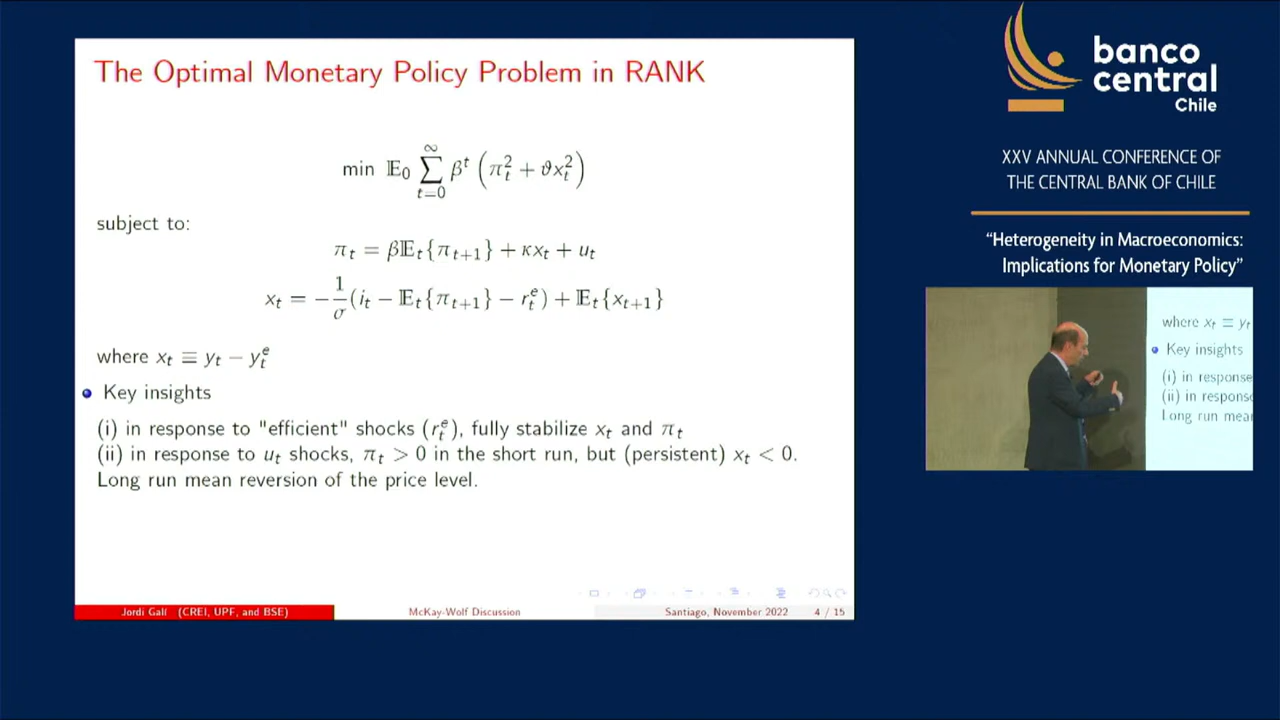 The Optimal Monetary Policy Problem in RANK
min 𝔼₀ ∑_{t=0}^{∞} βᵗ (π_t² + ϑx_t²)
subject to:
π_t = β𝔼_t{π_{t+1}} + κx_t + u_t
x_t = −1/σ (i_t − 𝔼_t{π_{t+1}} − r_t^e) + 𝔼_t{x_{t+1}}
where x_t ≡ y_t − y_t^e
Key insights
(i) in response to "efficient" shocks (r_t^e), fully stabilize x_t and π_t
(ii) in response to u_t shocks, π_t > 0 in the short run, but (persistent) x_t < 0.
Long run mean reversion of the price level.
Jordi Galí (CREI, UPF, and BSE) McKay-Wolf Discussion Santiago, November 2022 4 / 15
banco
central
Chile
XXV ANNUAL CONFERENCE OF
THE CENTRAL BANK OF CHILE
“Heterogeneity in Macroeconomics:
Implications for Monetary Policy”
where x_t ≡ y_t
Key insights
(i) in response
(ii) in respons
Long run mea